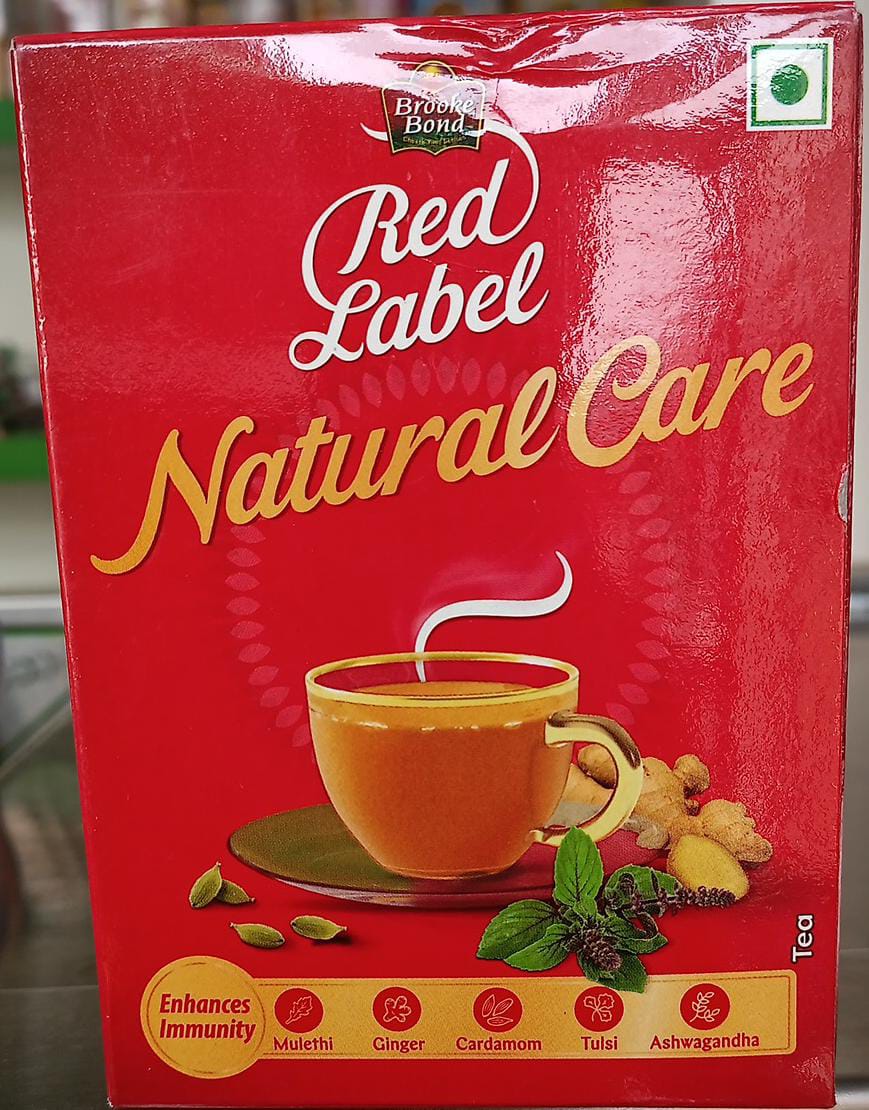 Brooke
Bond
Red
Label
Natural Care
Tea
Enhances
Immunity
Mulethi
Ginger
Cardamom
Tulsi
Ashwagandha